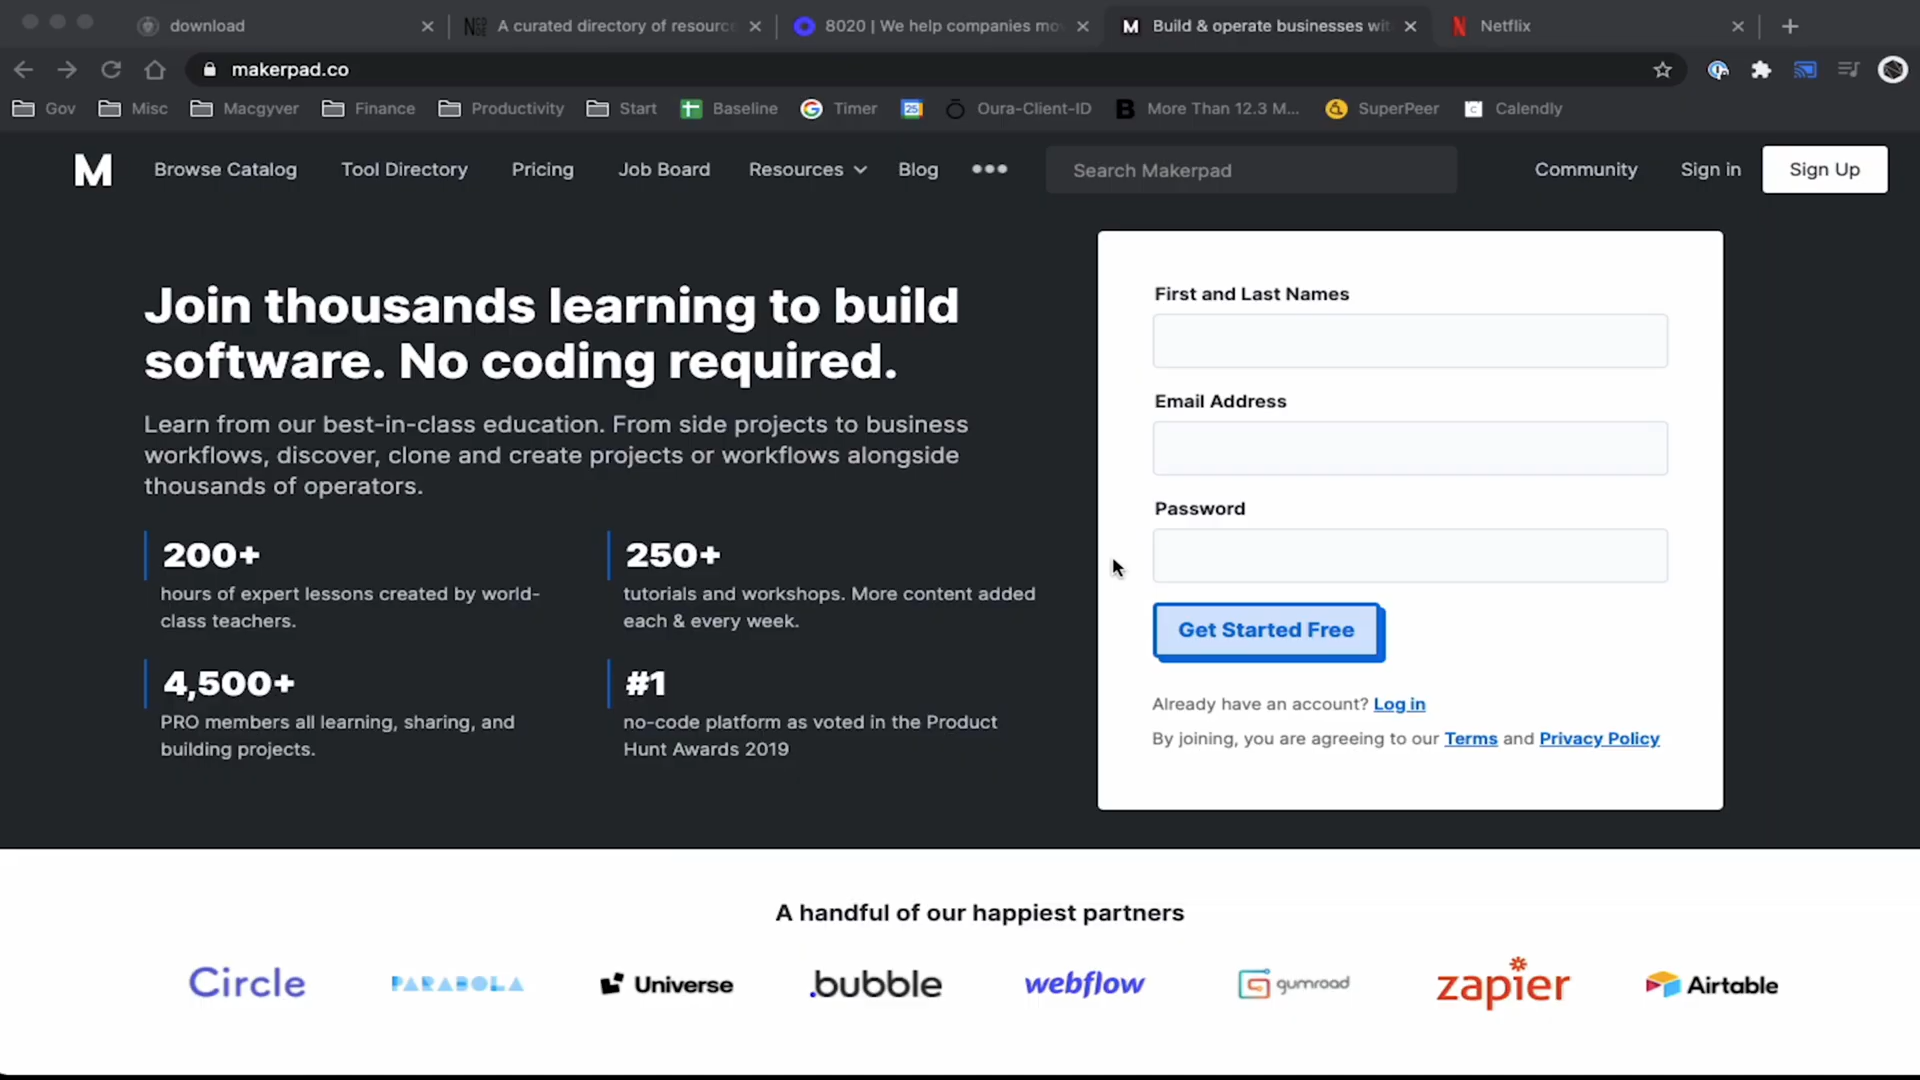 download
A curated directory of resource
8020 | We help companies mo
Build & operate businesses wit
Netflix
makerpad.co
Gov
Misc
Macgyver
Finance
Productivity
Start
Baseline
Timer
25
Oura-Client-ID
More Than 12.3 M...
SuperPeer
Calendly
M
Browse Catalog
Tool Directory
Pricing
Job Board
Resources
Blog
Search Makerpad
Community
Sign in
Sign Up
Join thousands learning to build
software. No coding required.
Learn from our best-in-class education. From side projects to business
workflows, discover, clone and create projects or workflows alongside
thousands of operators.
200+
hours of expert lessons created by world-
class teachers.
250+
tutorials and workshops. More content added
each & every week.
4,500+
PRO members all learning, sharing, and
building projects.
#1
no-code platform as voted in the Product
Hunt Awards 2019
First and Last Names
Email Address
Password
Get Started Free
Already have an account? Log in
By joining, you are agreeing to our Terms and Privacy Policy
A handful of our happiest partners
Circle
PARABOLA
Universe
.bubble
webflow
gumroad
zapier
Airtable